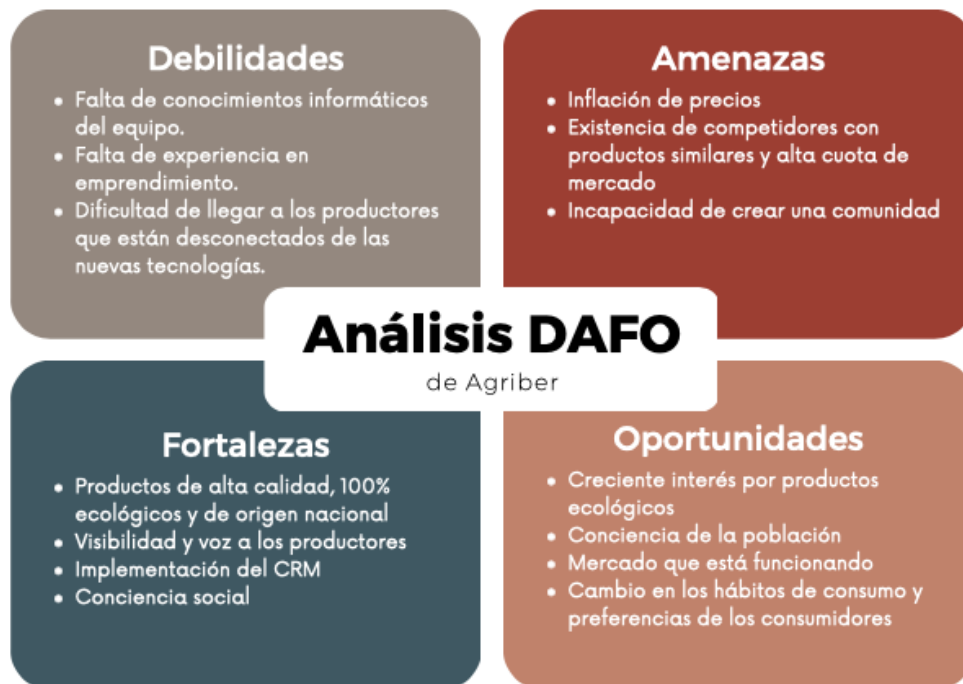 Debilidades
• Falta de conocimientos informáticos
del equipo.
• Falta de experiencia en
emprendimiento.
• Dificultad de llegar a los productores
que están desconectados de las
nuevas tecnologías.
Amenazas
• Inflación de precios
• Existencia de competidores con
productos similares y alta cuota de
mercado
• Incapacidad de crear una comunidad
Análisis DAFO
de Agriber
Fortalezas
• Productos de alta calidad, 100%
ecológicos y de origen nacional
• Visibilidad y voz a los productores
• Implementación del CRM
• Conciencia social
Oportunidades
• Creciente interés por productos
ecológicos
• Conciencia de la población
• Mercado que está funcionando
• Cambio en los hábitos de consumo y
preferencias de los consumidores